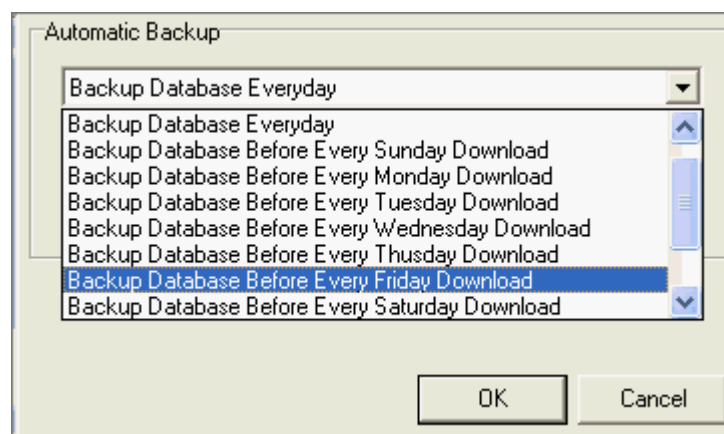 Automatic Backup
Backup Database Everyday
Backup Database Everyday
Backup Database Before Every Sunday Download
Backup Database Before Every Monday Download
Backup Database Before Every Tuesday Download
Backup Database Before Every Wednesday Download
Backup Database Before Every Thusday Download
Backup Database Before Every Friday Download
Backup Database Before Every Saturday Download
OK
Cancel